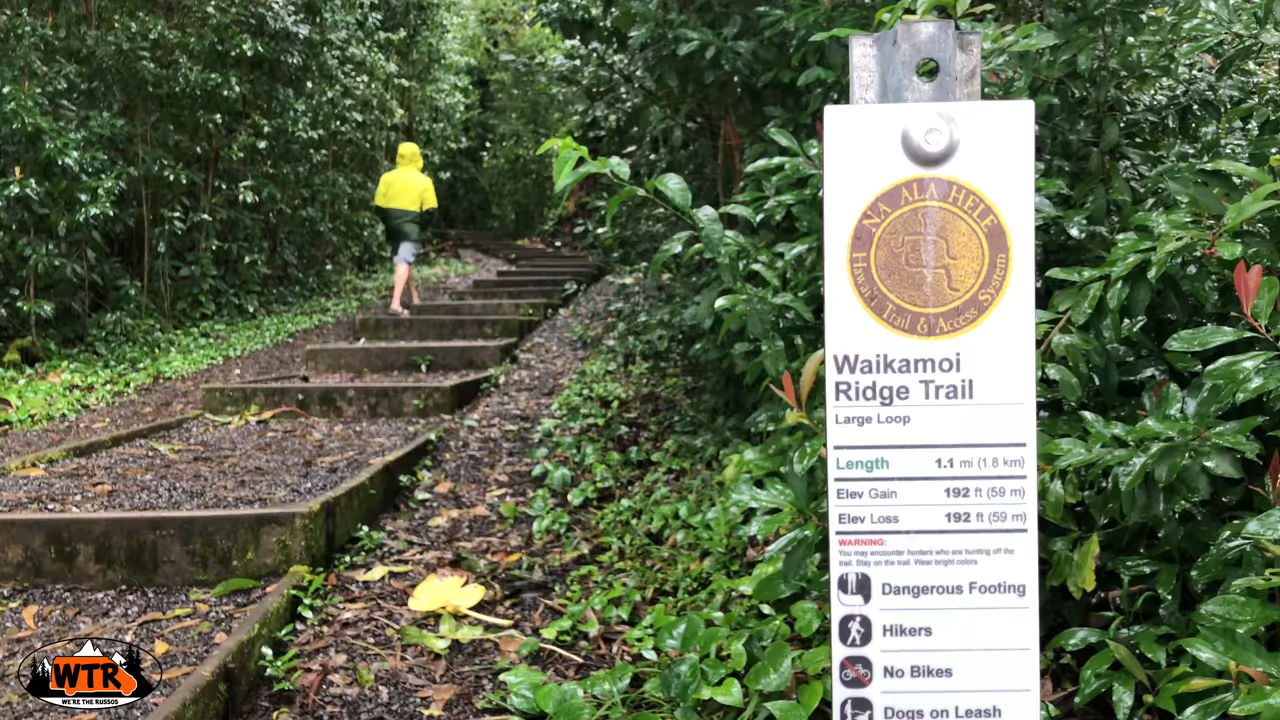 NA ALA HELE
Hawai'i Trail & Access System
Waikamoi
Ridge Trail
Large Loop
Length 1.1 mi (1.8 km)
Elev Gain 192 ft (59 m)
Elev Loss 192 ft (59 m)
WARNING:
You may encounter hunters who are hunting off the
trail. Stay on the trail. Wear bright colors.
Dangerous Footing
Hikers
No Bikes
Dogs on Leash
WTR
WE'RE THE RUSSOS